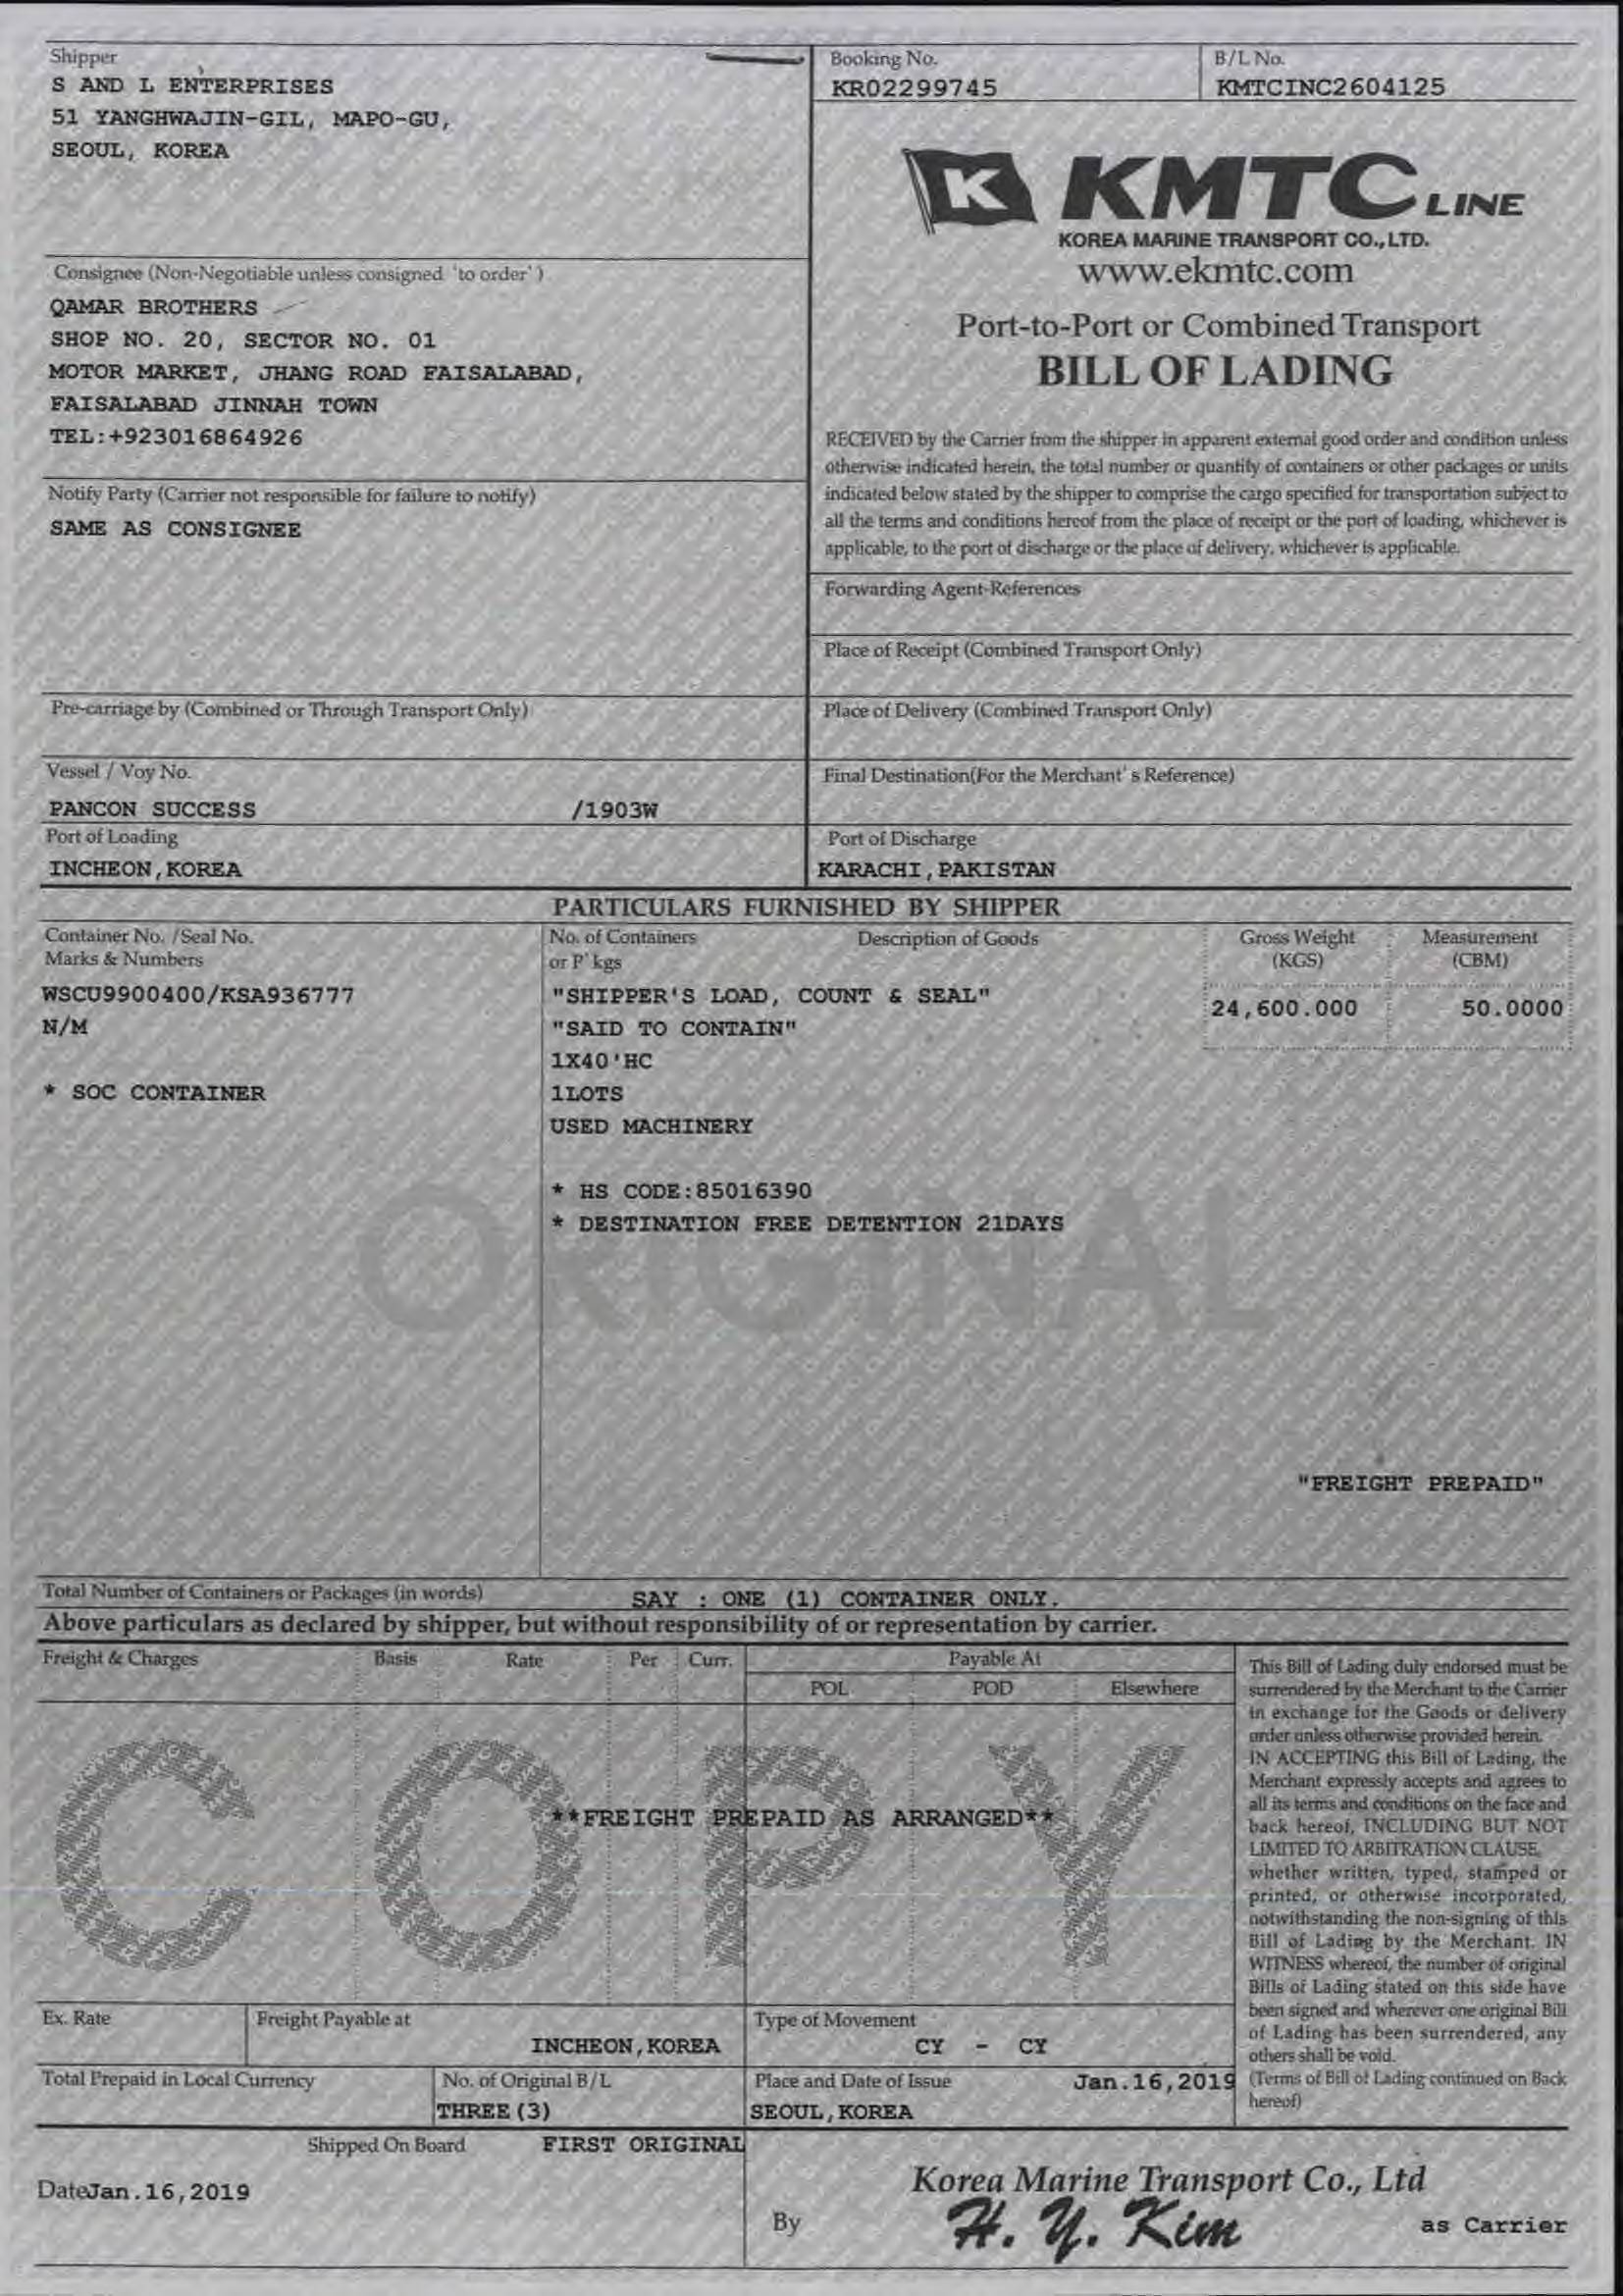 Shipper
S AND L ENTERPRISES
51 YANGHWAJIN-GIL, MAPO-GU,
SEOUL, KOREA
Booking No.
KR02299745
B/L No.
KMTCINC2604125
K KMTC LINE
KOREA MARINE TRANSPORT CO., LTD.
www.ekmtc.com
Port-to-Port or Combined Transport
BILL OF LADING
Consignee (Non-Negotiable unless consigned 'to order')
QAMAR BROTHERS
SHOP NO. 20, SECTOR NO. 01
MOTOR MARKET, JHANG ROAD FAISALABAD,
FAISALABAD JINNAH TOWN
TEL:+923016864926
RECEIVED by the Carrier from the shipper in apparent external good order and condition unless
otherwise indicated herein, the total number or quantity of containers or other packages or units
indicated below stated by the shipper to comprise the cargo specified for transportation subject to
all the terms and conditions hereof from the place of receipt or the port of loading, whichever is
applicable, to the port of discharge or the place of delivery, whichever is applicable.
Notify Party (Carrier not responsible for failure to notify)
SAME AS CONSIGNEE
Forwarding Agent-References
Place of Receipt (Combined Transport Only)
Pre-carriage by (Combined or Through Transport Only)
Place of Delivery (Combined Transport Only)
Vessel / Voy No.
PANCON SUCCESS /1903W
Final Destination(For the Merchant's Reference)
Port of Loading
INCHEON,KOREA
Port of Discharge
KARACHI,PAKISTAN
PARTICULARS FURNISHED BY SHIPPER
Container No. /Seal No.
Marks & Numbers
No. of Containers
or P'kgs
Description of Goods
Gross Weight
(KGS)
Measurement
(CBM)
WSCU9900400/KSA936777
N/M
* SOC CONTAINER
"SHIPPER'S LOAD, COUNT & SEAL"
"SAID TO CONTAIN"
1X40'HC
1LOTS
USED MACHINERY
* HS CODE:85016390
* DESTINATION FREE DETENTION 21DAYS
24,600.000
50.0000
ORIGINAL
"FREIGHT PREPAID"
Total Number of Containers or Packages (in words)
SAY : ONE (1) CONTAINER ONLY.
Above particulars as declared by shipper, but without responsibility of or representation by carrier.
Freight & Charges
Basis
Rate
Per
Curr.
Payable At
POL
POD
Elsewhere
COPY
**FREIGHT PREPAID AS ARRANGED**
This Bill of Lading duly endorsed must be
surrendered by the Merchant to the Carrier
in exchange for the Goods or delivery
order unless otherwise provided herein.
IN ACCEPTING this Bill of Lading, the
Merchant expressly accepts and agrees to
all its terms and conditions on the face and
back hereof, INCLUDING BUT NOT
LIMITED TO ARBITRATION CLAUSE,
whether written, typed, stamped or
printed, or otherwise incorporated,
notwithstanding the non-signing of this
Bill of Lading by the Merchant. IN
WITNESS whereof, the number of original
Bills of Lading stated on this side have
been signed and wherever one original Bill
of Lading has been surrendered, any
others shall be void.
(Terms of Bill of Lading continued on Back
hereof)
Ex. Rate
Freight Payable at
INCHEON,KOREA
Type of Movement
CY - CY
Total Prepaid in Local Currency
No. of Original B/L
THREE(3)
Place and Date of Issue
Jan.16,2019
SEOUL,KOREA
Shipped On Board
FIRST ORIGINAL
Date Jan.16,2019
Korea Marine Transport Co., Ltd
By
H. Y. Kim
as Carrier